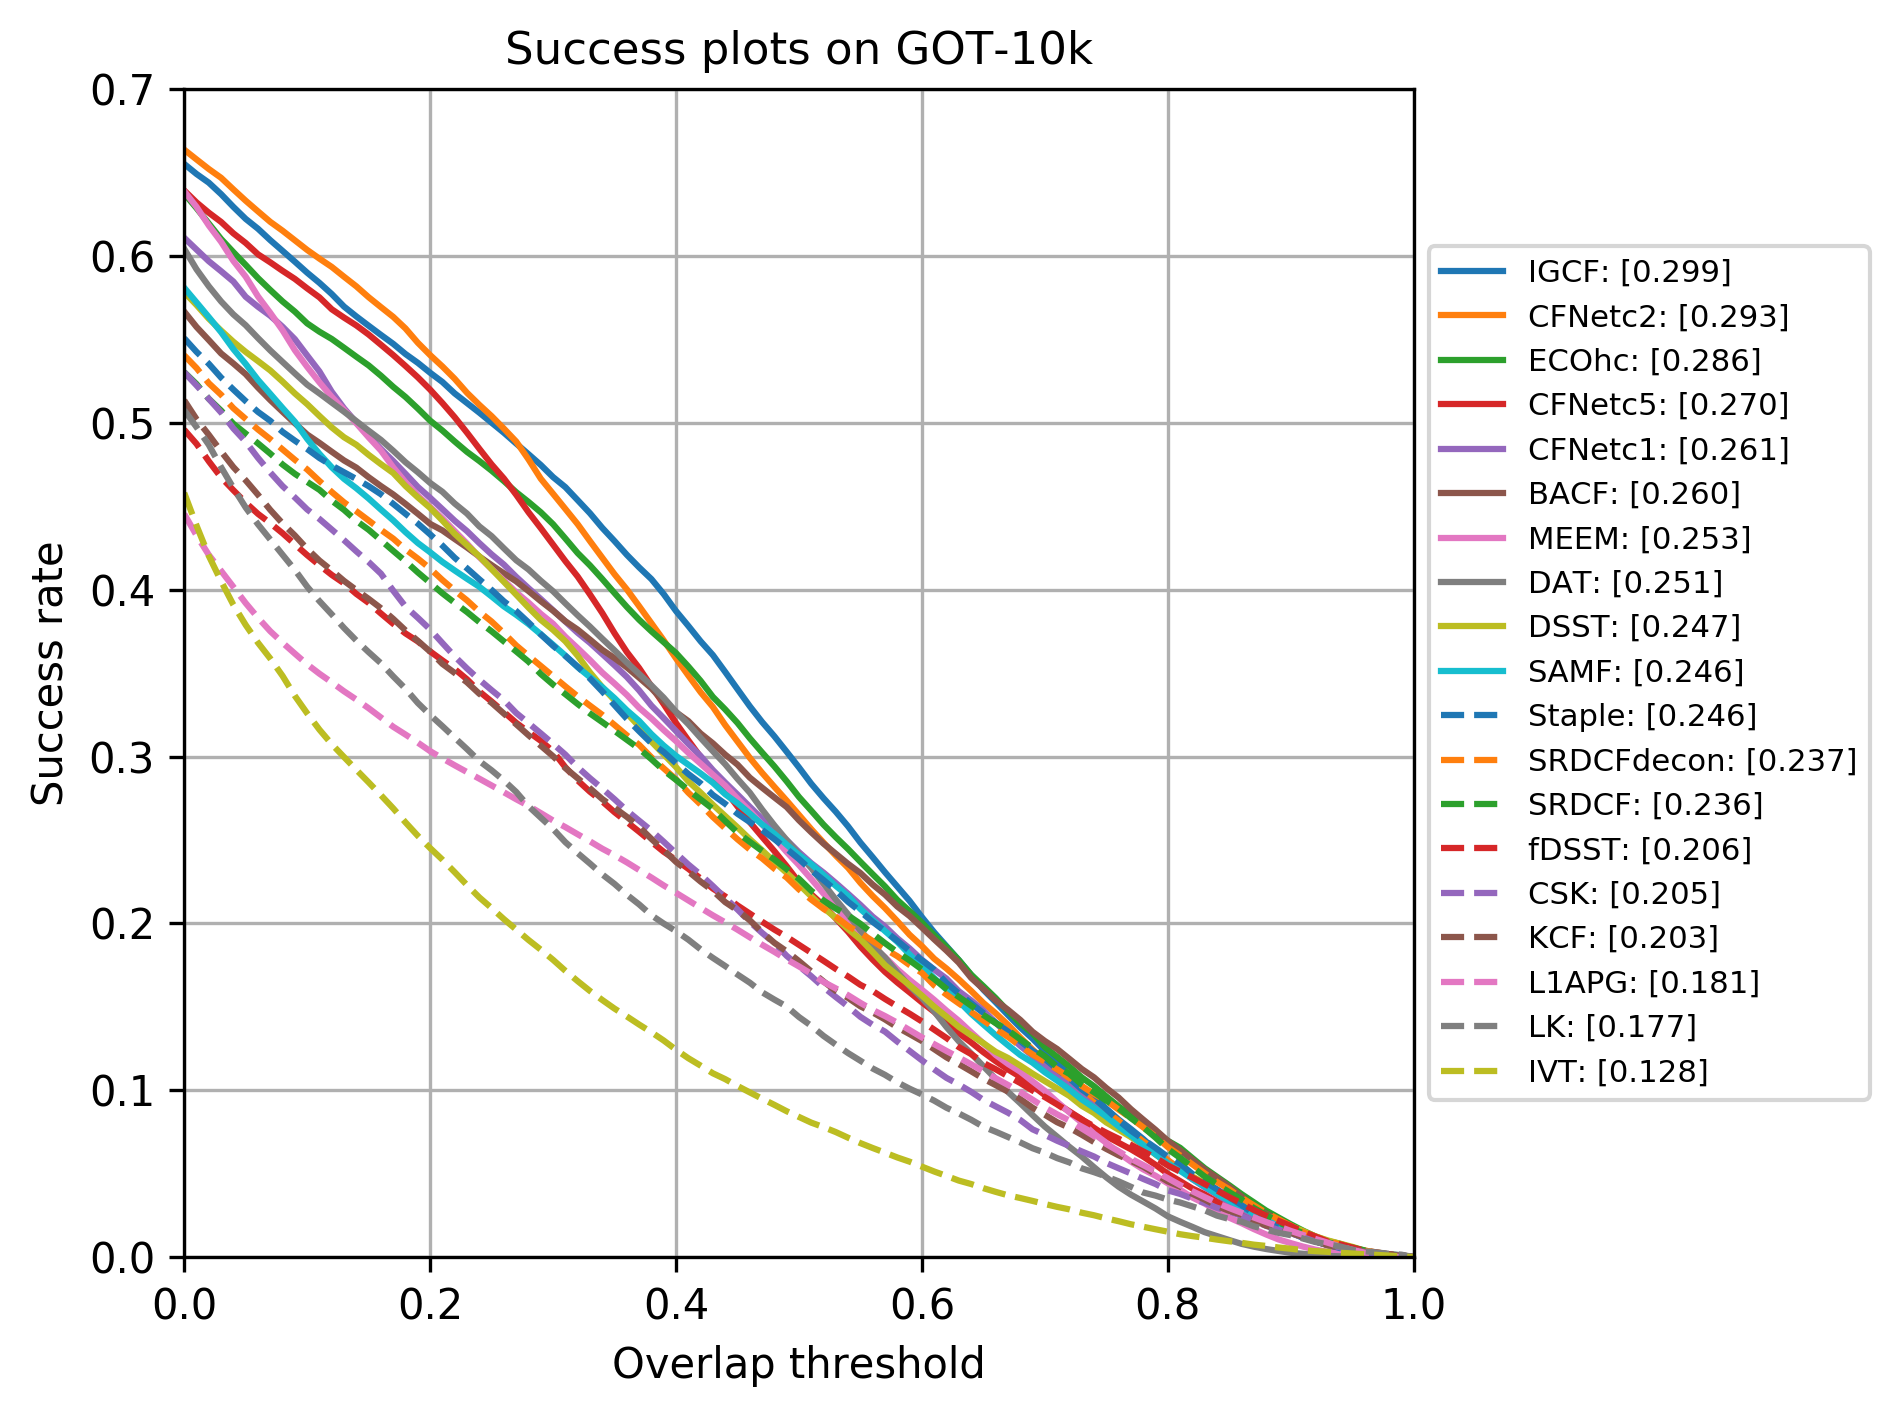 Success plots on GOT-10k
0.7
0.6
0.5
0.4
0.3
0.2
0.1
0.0
Success rate
0.0 0.2 0.4 0.6 0.8 1.0
Overlap threshold
IGCF: [0.299]
CFNetc2: [0.293]
ECOhc: [0.286]
CFNetc5: [0.270]
CFNetc1: [0.261]
BACF: [0.260]
MEEM: [0.253]
DAT: [0.251]
DSST: [0.247]
SAMF: [0.246]
Staple: [0.246]
SRDCFdecon: [0.237]
SRDCF: [0.236]
fDSST: [0.206]
CSK: [0.205]
KCF: [0.203]
L1APG: [0.181]
LK: [0.177]
IVT: [0.128]